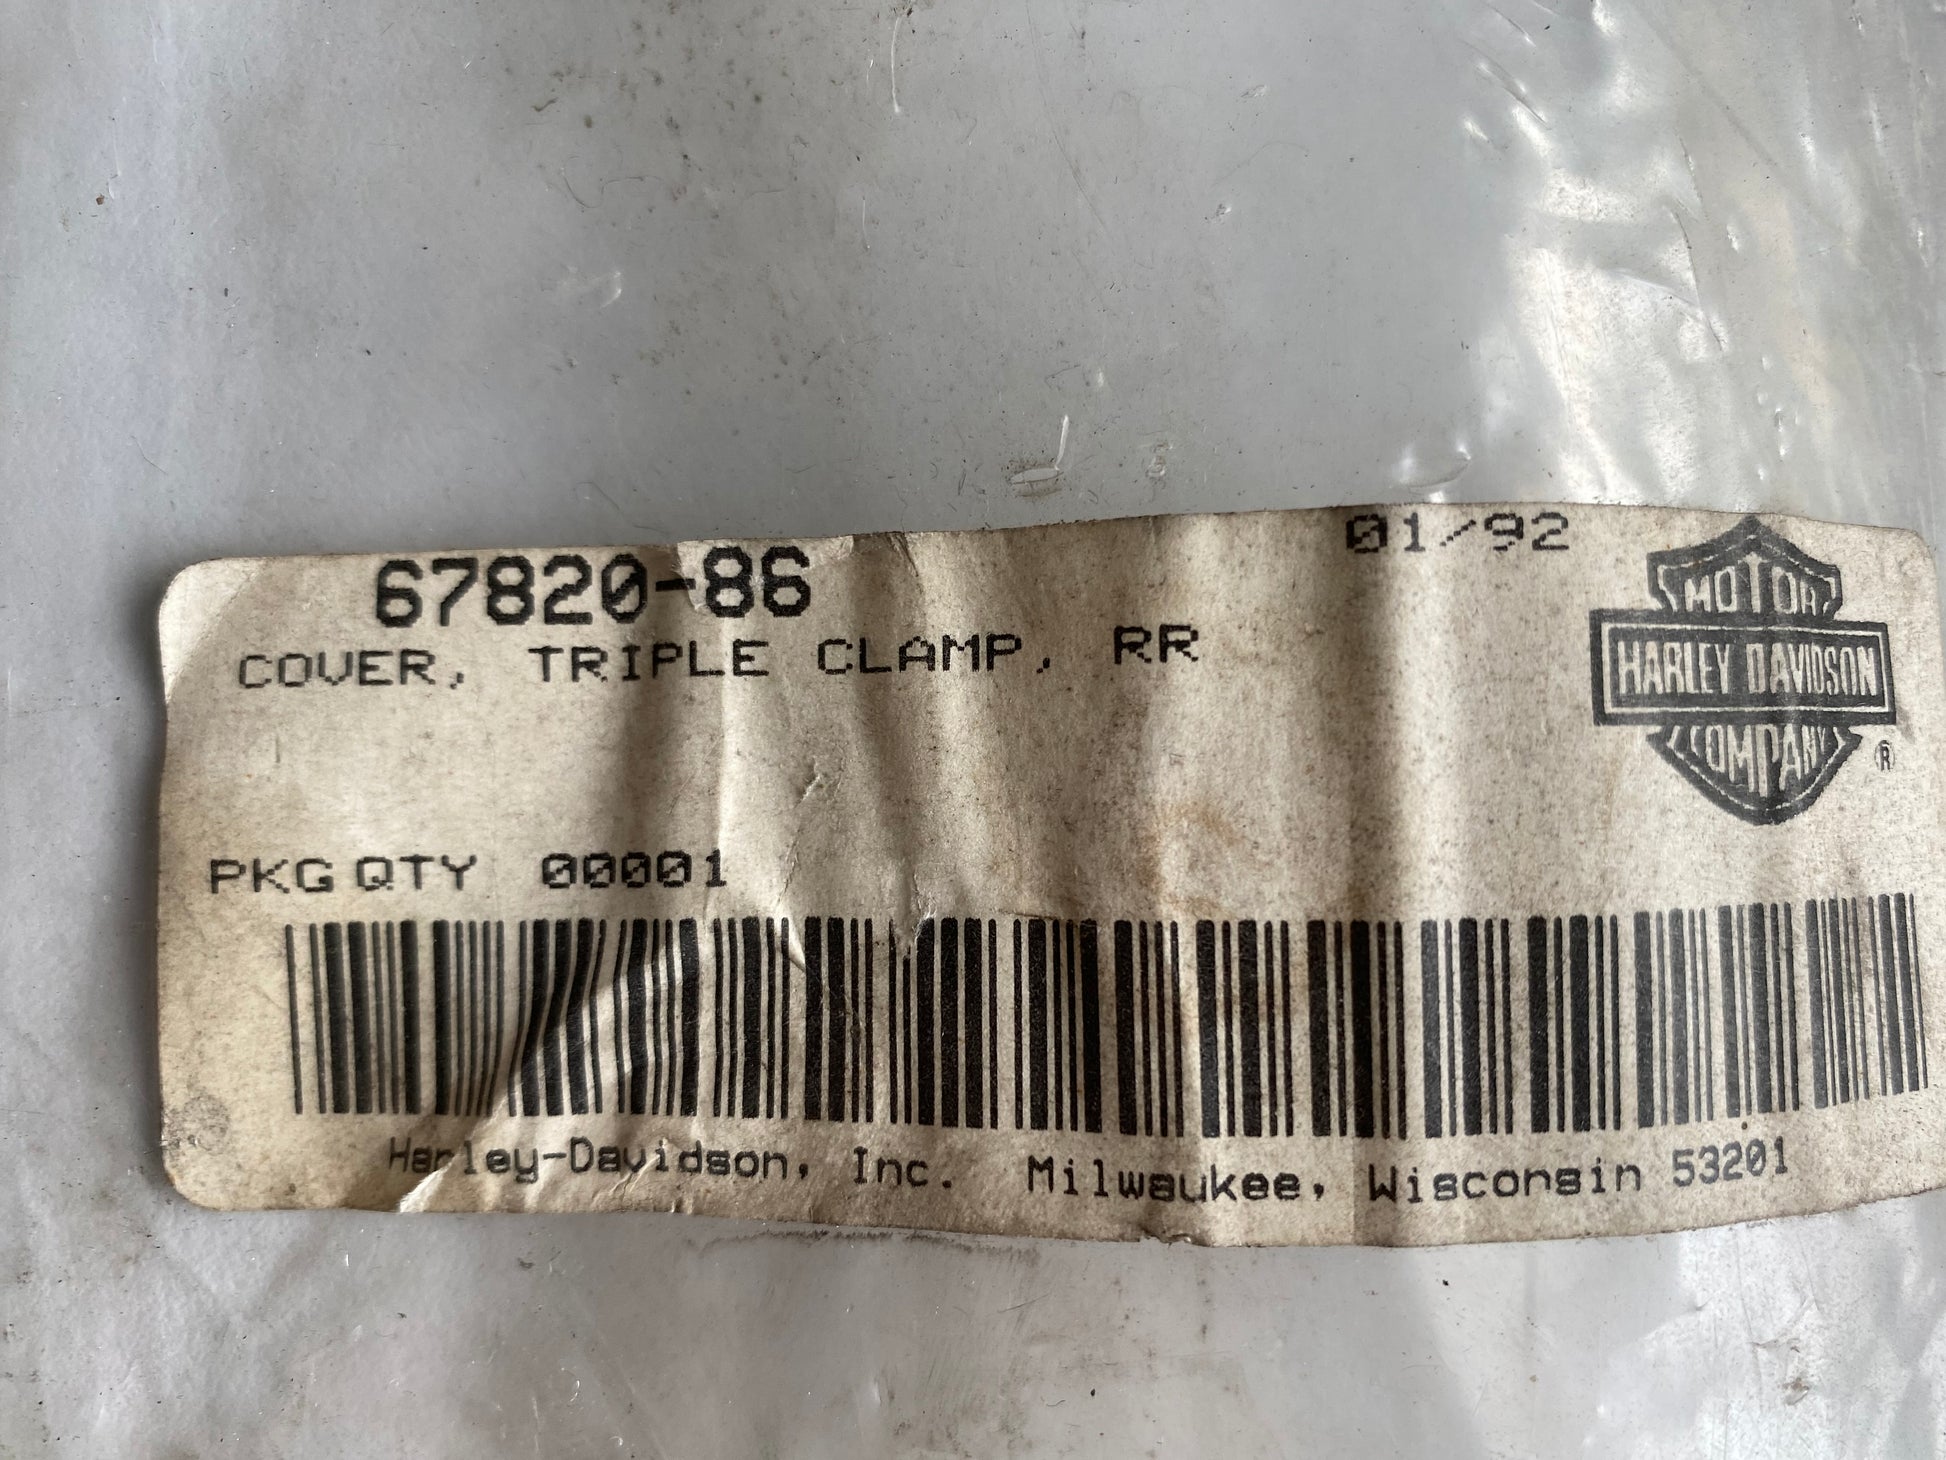 67820-86
01/92
COVER, TRIPLE CLAMP, RR
MOTOR
HARLEY DAVIDSON
COMPANY
®
PKG QTY 00001
Harley-Davidson, Inc. Milwaukee, Wisconsin 53201